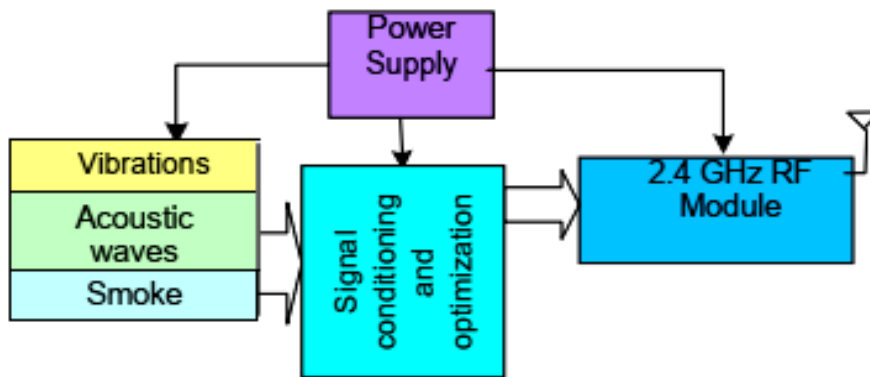 Power
Supply
Vibrations
Acoustic
waves
Smoke
Signal
conditioning
and
optimization
2.4 GHz RF
Module